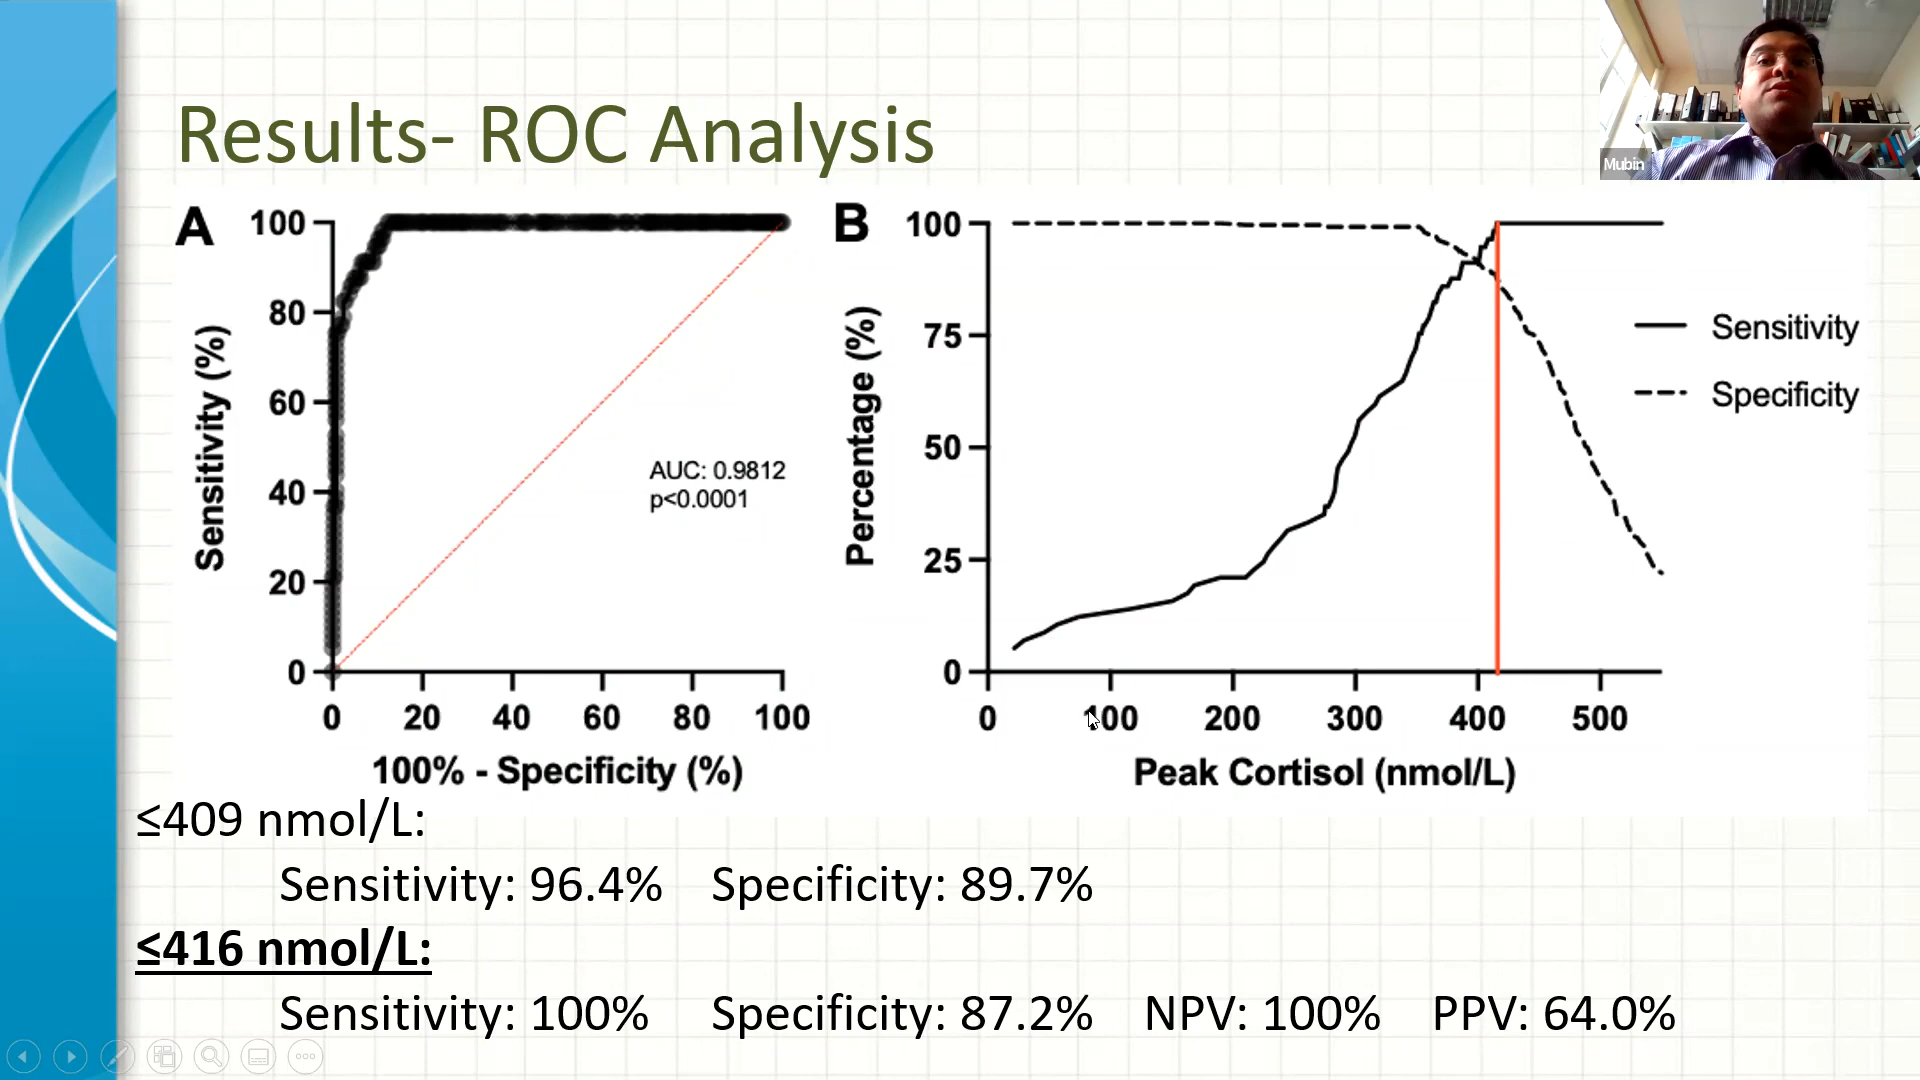 Results- ROC Analysis
Mubin
A
100
80
60
40
20
0
Sensitivity (%)
AUC: 0.9812
p<0.0001
0 20 40 60 80 100
100% - Specificity (%)
B
100
75
50
25
0
Percentage (%)
Sensitivity
Specificity
0 100 200 300 400 500
Peak Cortisol (nmol/L)
≤409 nmol/L:
Sensitivity: 96.4% Specificity: 89.7%
≤416 nmol/L:
Sensitivity: 100% Specificity: 87.2% NPV: 100% PPV: 64.0%